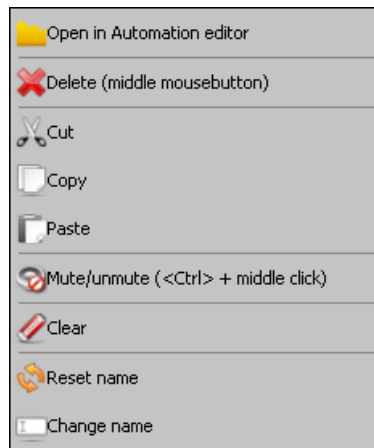 Open in Automation editor
Delete (middle mousebutton)
Cut
Copy
Paste
Mute/unmute (<Ctrl> + middle click)
Clear
Reset name
Change name